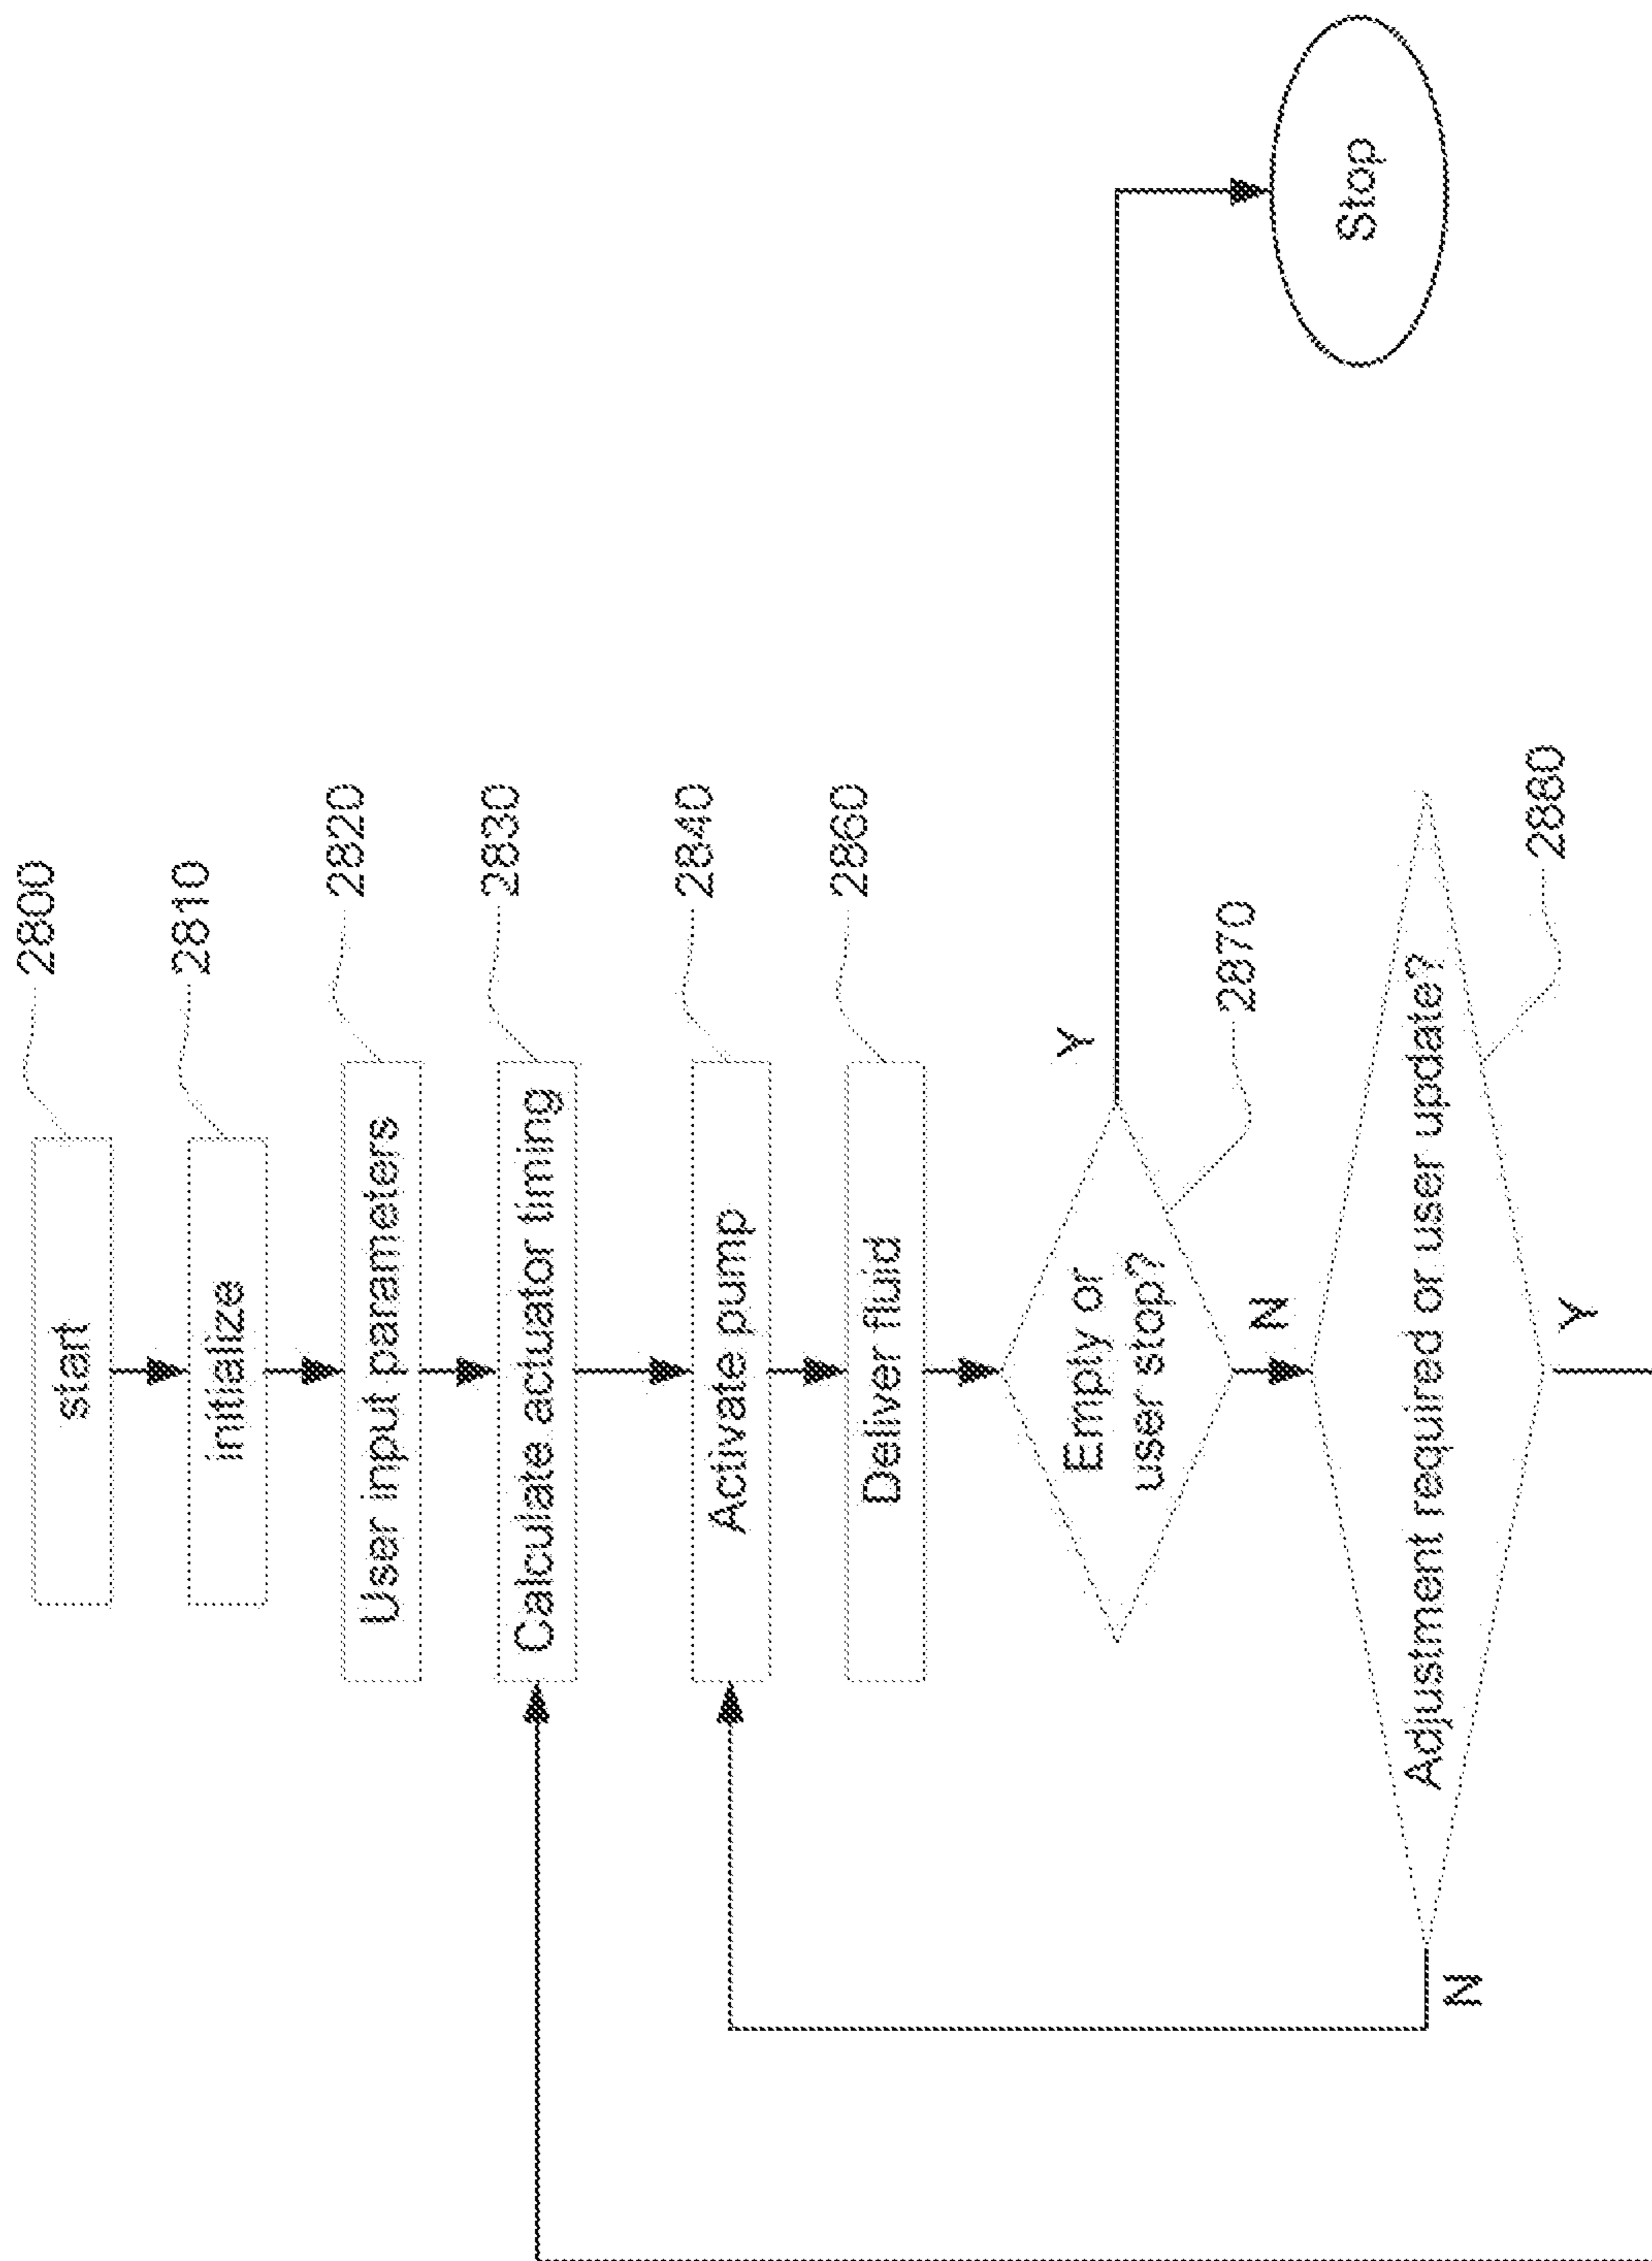 start
2800
initialize
2810
User input parameters
2820
Calculate actuator timing
2830
Activate pump
2840
Deliver fluid
2860
Empty or
user stop?
Y
2870
N
Stop
Adjustment required or user update?
2880
N
Y